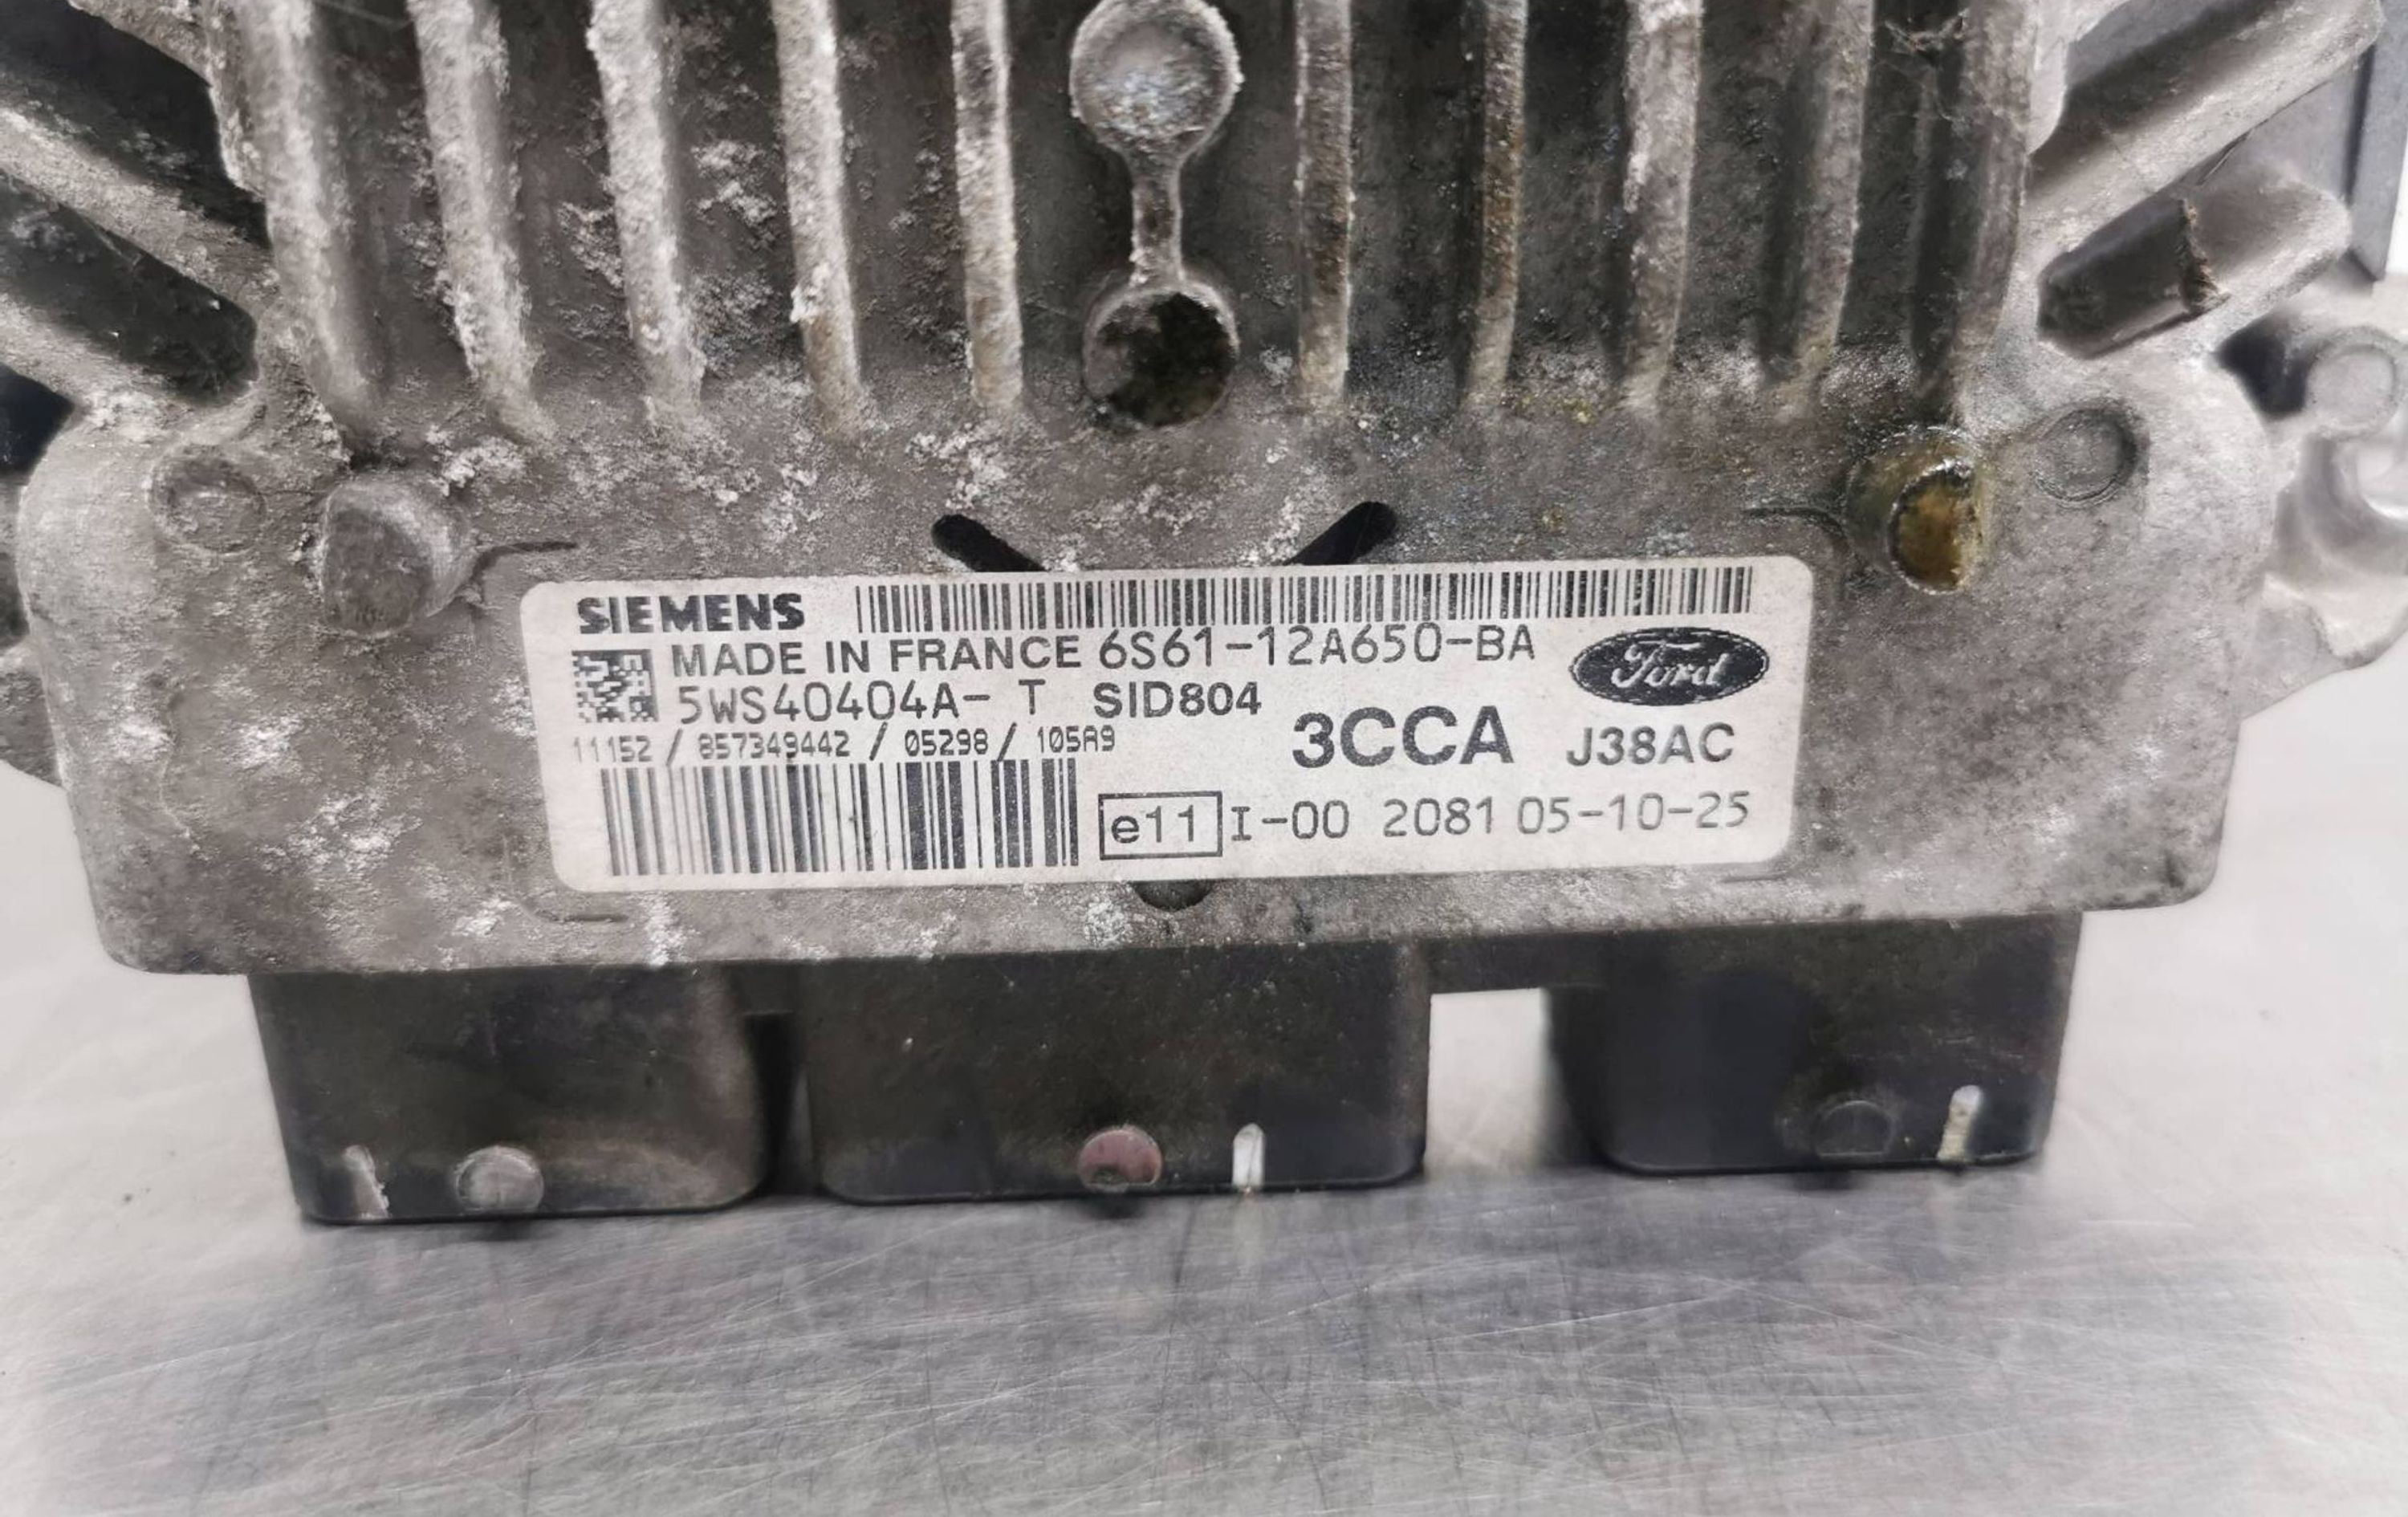 SIEMENS
MADE IN FRANCE 6S61-12A650-BA
Ford
5WS40404A- T SID804
3CCA J38AC
11152 / 857349442 / 05298 / 105A9
e11 I-00 2081 05-10-25